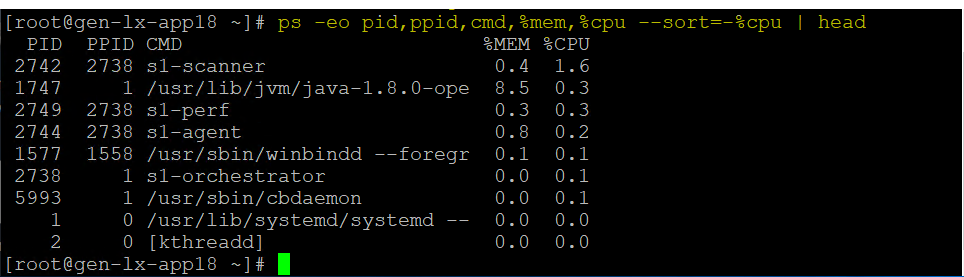 [root@gen-lx-app18 ~]# ps -eo pid,ppid,cmd,%mem,%cpu --sort=-%cpu | head
PID PPID CMD %MEM %CPU
2742 2738 s1-scanner 0.4 1.6
1747 1 /usr/lib/jvm/java-1.8.0-ope 8.5 0.3
2749 2738 s1-perf 0.3 0.3
2744 2738 s1-agent 0.8 0.2
1577 1558 /usr/sbin/winbindd --foregr 0.1 0.1
2738 1 s1-orchestrator 0.0 0.1
5993 1 /usr/sbin/cbdaemon 0.0 0.1
1 0 /usr/lib/systemd/systemd -- 0.0 0.0
2 0 [kthreadd] 0.0 0.0
[root@gen-lx-app18 ~]#